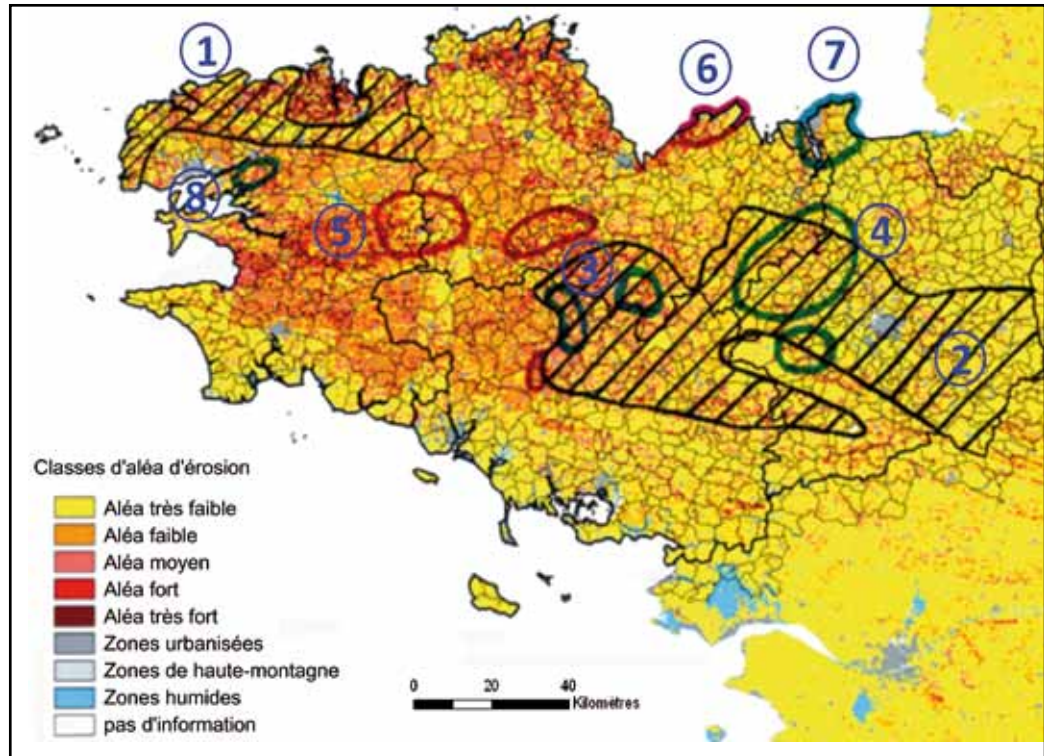 1
6
7
8
5
3
4
2
Classes d'aléa d'érosion
Aléa très faible
Aléa faible
Aléa moyen
Aléa fort
Aléa très fort
Zones urbanisées
Zones de haute-montagne
Zones humides
pas d'information
0 20 40
Kilomètres